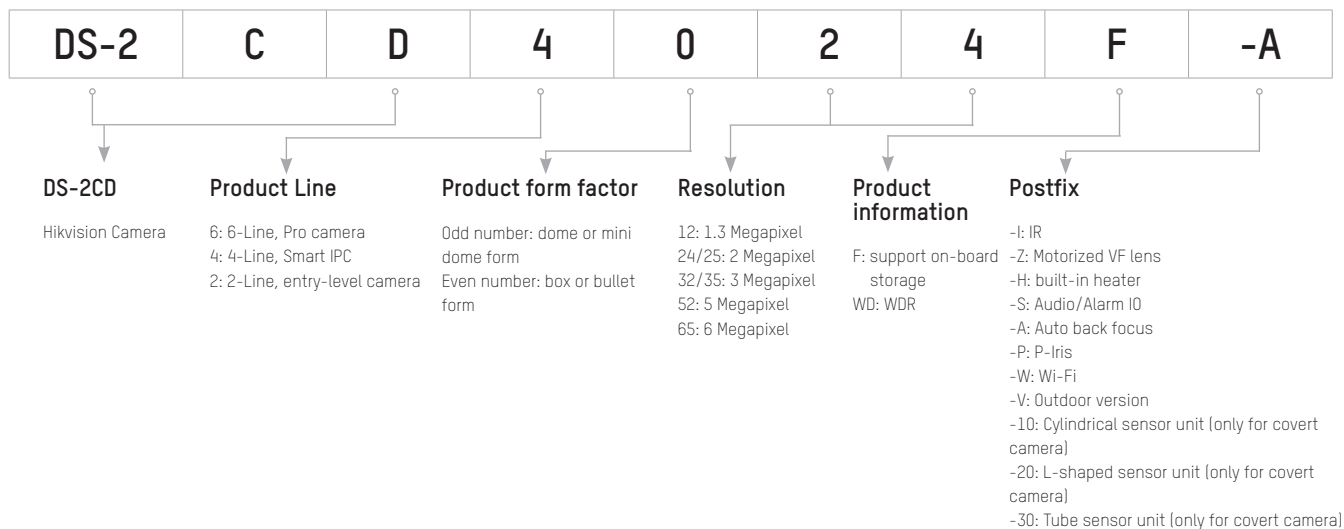 DS-2 C D 4 0 2 4 F -A
DS-2CD
Hikvision Camera
Product Line
6: 6-Line, Pro camera
4: 4-Line, Smart IPC
2: 2-Line, entry-level camera
Product form factor
Odd number: dome or mini
dome form
Even number: box or bullet
form
Resolution
12: 1.3 Megapixel
24/25: 2 Megapixel
32/35: 3 Megapixel
52: 5 Megapixel
65: 6 Megapixel
Product
information
F: support on-board
storage
WD: WDR
Postfix
-I: IR
-Z: Motorized VF lens
-H: built-in heater
-S: Audio/Alarm IO
-A: Auto back focus
-P: P-Iris
-W: Wi-Fi
-V: Outdoor version
-10: Cylindrical sensor unit (only for covert
camera)
-20: L-shaped sensor unit (only for covert
camera)
-30: Tube sensor unit (only for covert camera)